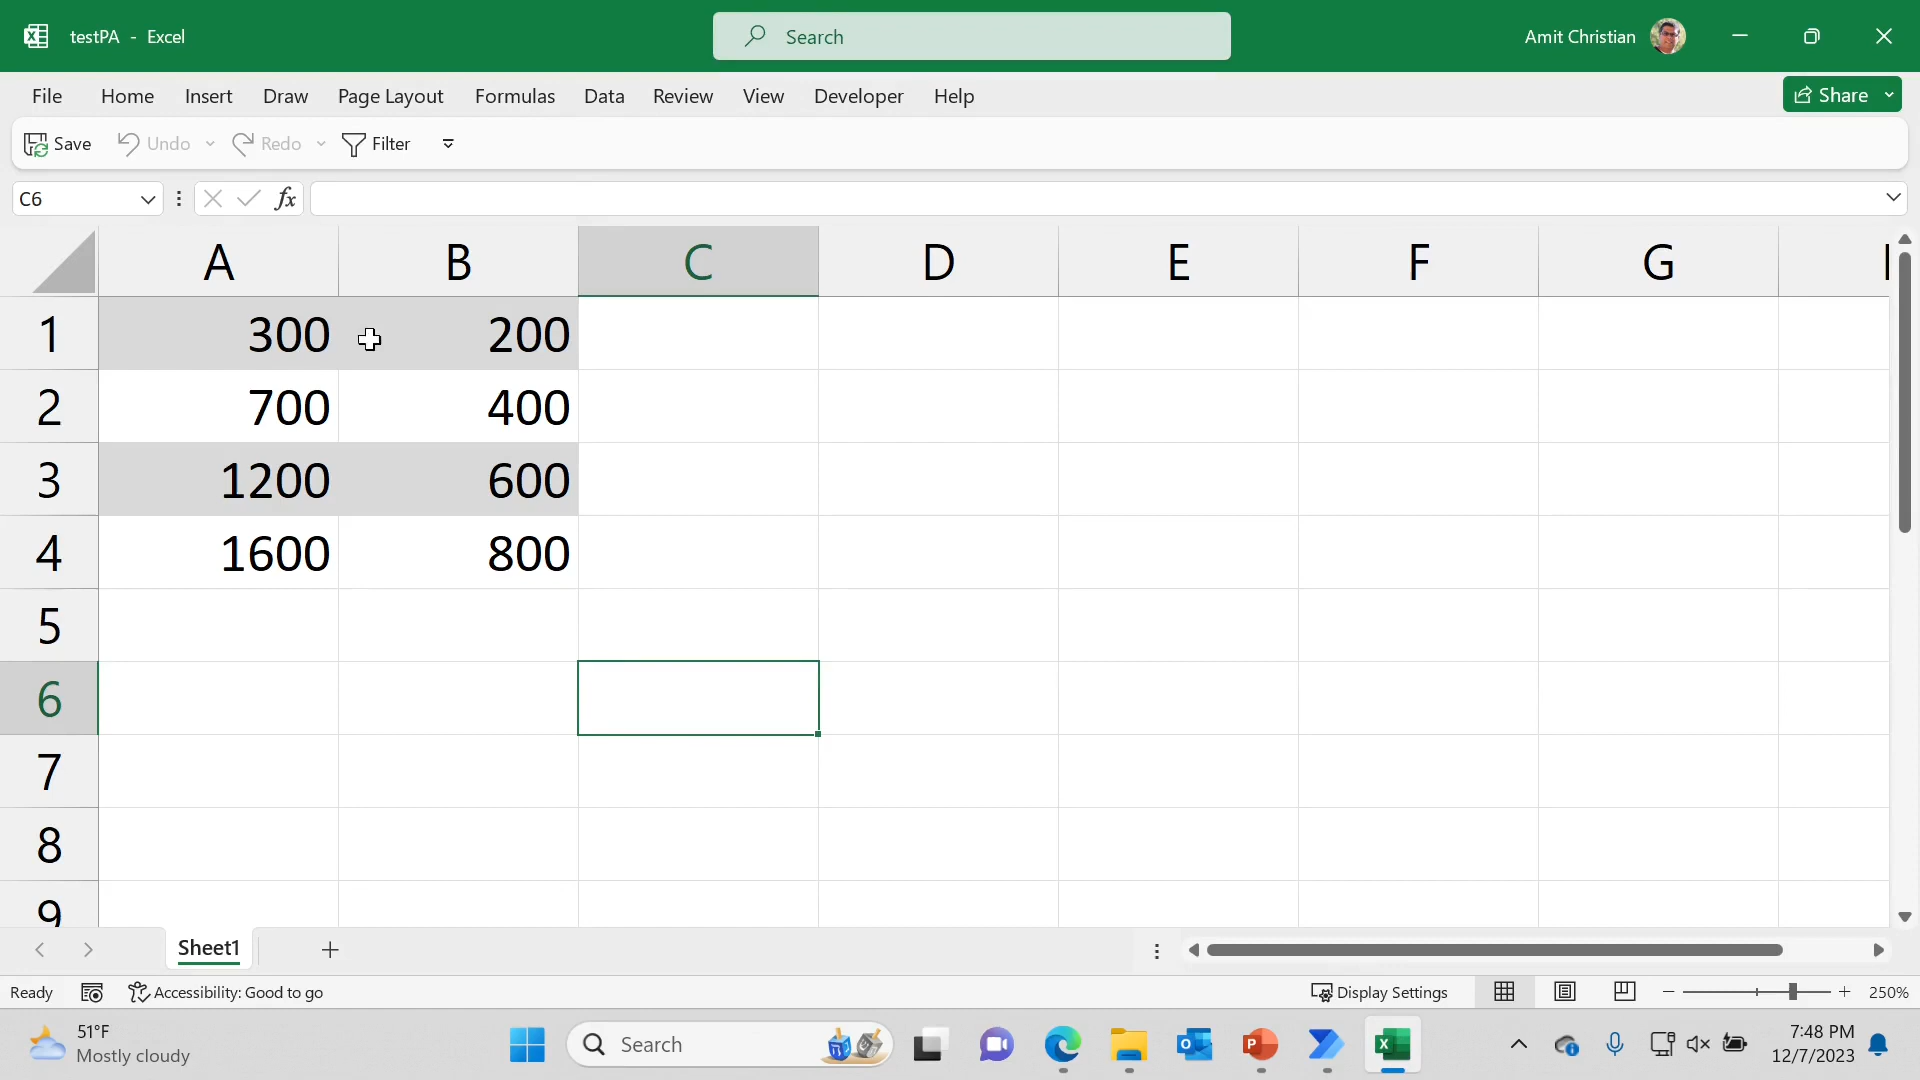 testPA - Excel
Search
Amit Christian
File Home Insert Draw Page Layout Formulas Data Review View Developer Help
Share
Save Undo Redo Filter
C6
fx
A B C D E F G
1 300 200
2 700 400
3 1200 600
4 1600 800
5
6
7
8
9
Sheet1
Ready
Accessibility: Good to go
Display Settings
250%
51°F
Mostly cloudy
Search
7:48 PM
12/7/2023